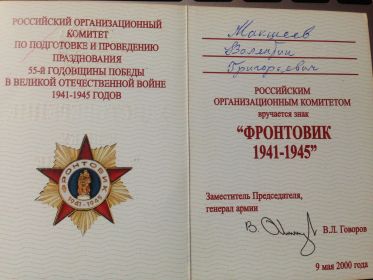 РОССИЙСКИЙ ОРГАНИЗАЦИОННЫЙ
КОМИТЕТ
ПО ПОДГОТОВКЕ И ПРОВЕДЕНИЮ
ПРАЗДНОВАНИЯ
55-й ГОДОВЩИНЫ ПОБЕДЫ
В ВЕЛИКОЙ ОТЕЧЕСТВЕННОЙ ВОЙНЕ
1941-1945 ГОДОВ
ФРОНТОВИК
1941-1945
Макшеев
Валентин
Григорьевич
РОССИЙСКИМ
ОРГАНИЗАЦИОННЫМ КОМИТЕТОМ
вручается знак
“ФРОНТОВИК
1941-1945”
Заместитель Председателя,
генерал армии
В.Л. Говоров
9 мая 2000 года